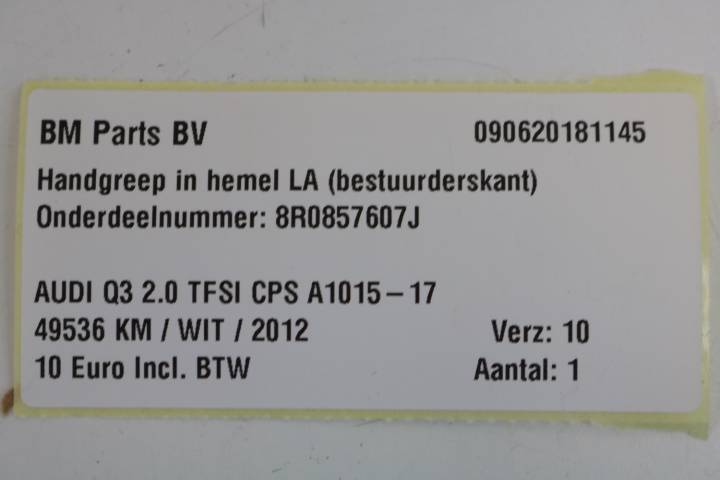 BM Parts BV 090620181145
Handgreep in hemel LA (bestuurderskant)
Onderdeelnummer: 8R0857607J
AUDI Q3 2.0 TFSI CPS A1015-17
49536 KM / WIT / 2012 Verz: 10
10 Euro Incl. BTW Aantal: 1